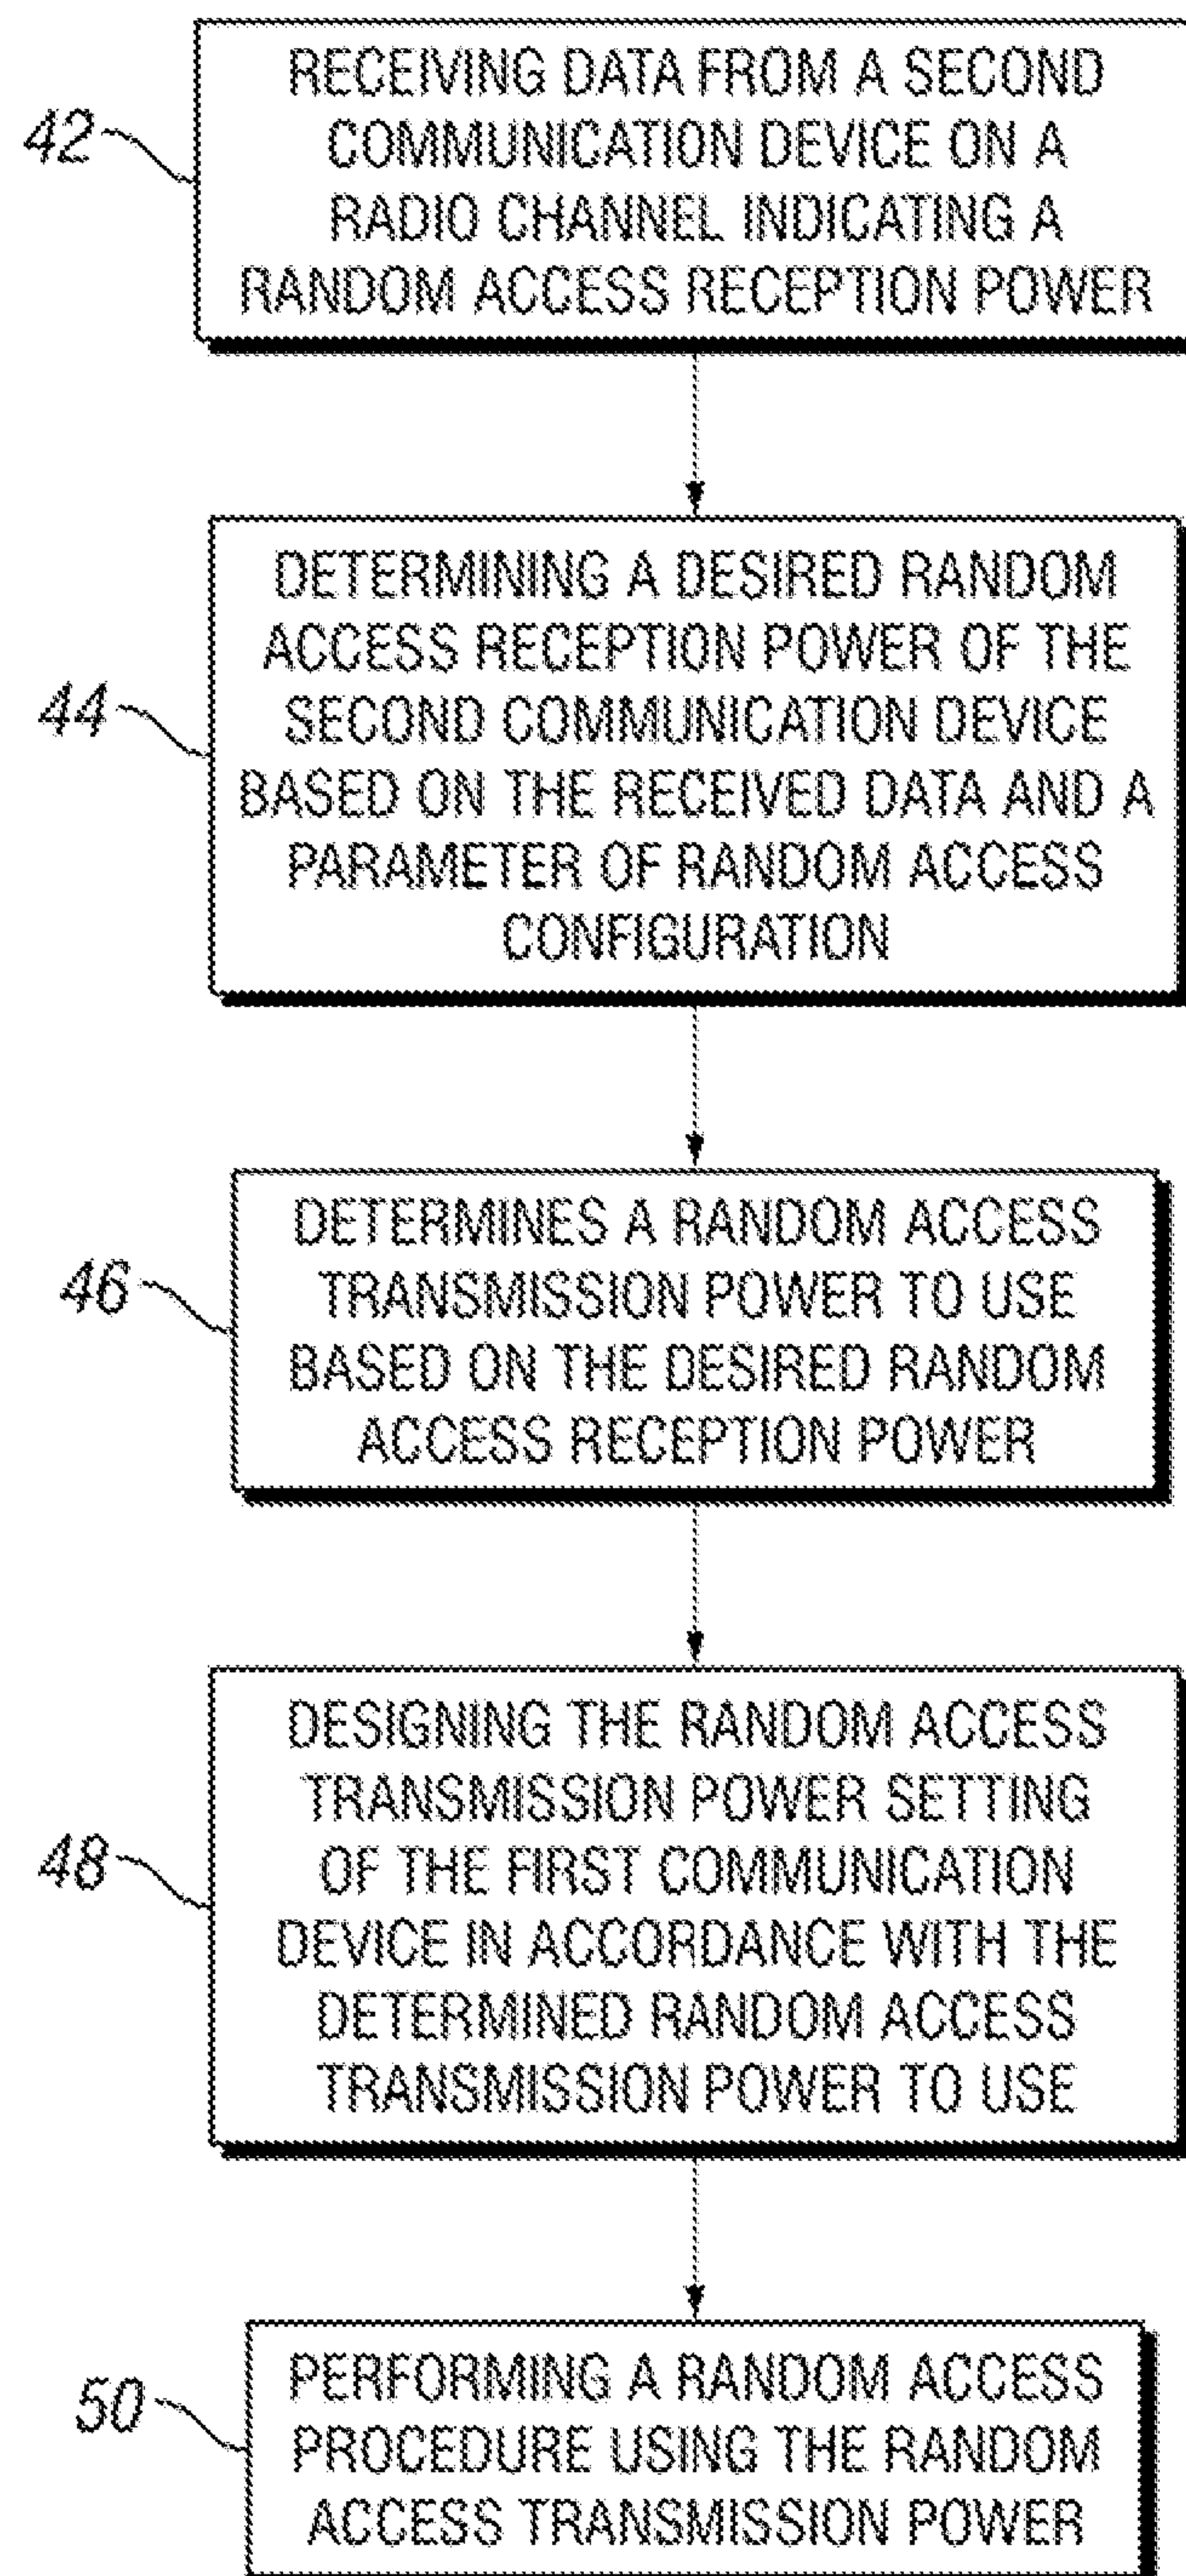 RECEIVING DATA FROM A SECOND
42
COMMUNICATION DEVICE ON A
RADIO CHANNEL INDICATING A
RANDOM ACCESS RECEPTION POWER
DETERMINING A DESIRED RANDOM
ACCESS RECEPTION POWER OF THE
44
SECOND COMMUNICATION DEVICE
BASED ON THE RECEIVED DATA AND A
PARAMETER OF RANDOM ACCESS
CONFIGURATION
DETERMINES A RANDOM ACCESS
46
TRANSMISSION POWER TO USE
BASED ON THE DESIRED RANDOM
ACCESS RECEPTION POWER
DESIGNING THE RANDOM ACCESS
TRANSMISSION POWER SETTING
48
OF THE FIRST COMMUNICATION
DEVICE IN ACCORDANCE WITH THE
DETERMINED RANDOM ACCESS
TRANSMISSION POWER TO USE
PERFORMING A RANDOM ACCESS
50
PROCEDURE USING THE RANDOM
ACCESS TRANSMISSION POWER